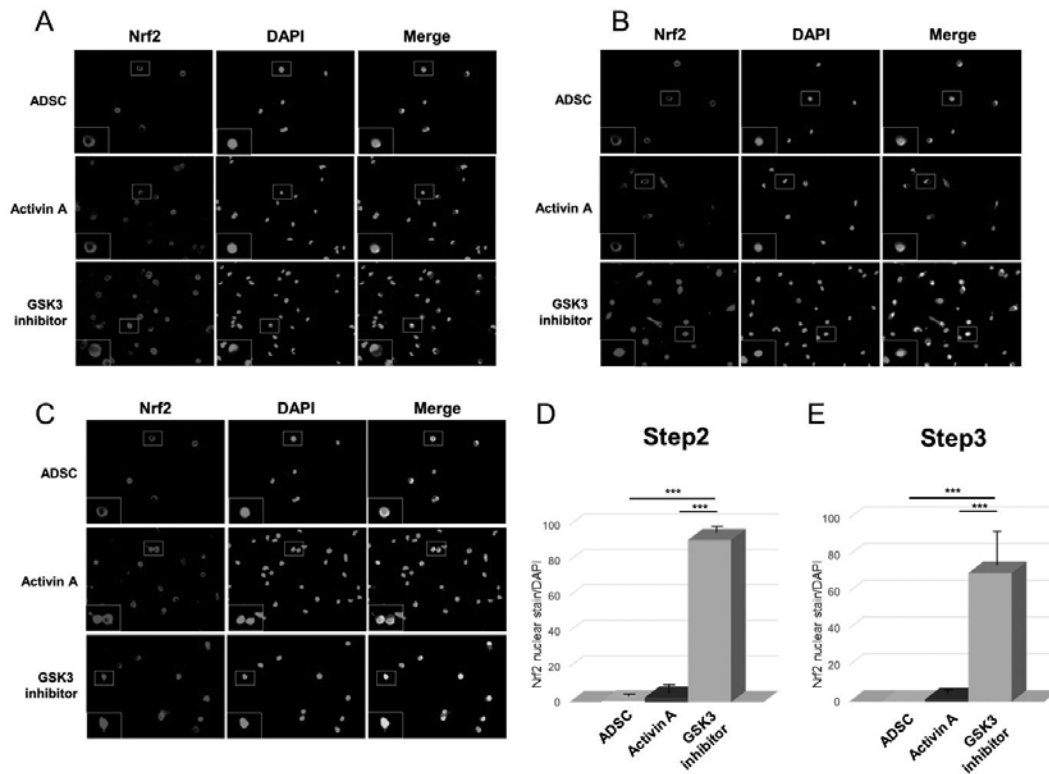 A
Nrf2 DAPI Merge
ADSC
Activin A
GSK3
inhibitor
B
Nrf2 DAPI Merge
ADSC
Activin A
GSK3
inhibitor
C
Nrf2 DAPI Merge
ADSC
Activin A
GSK3
inhibitor
D
Step2
***
***
Nrf2 nuclear stain/DAPI
100
80
60
40
20
0
ADSC
Activin A
GSK3
inhibitor
E
Step3
***
***
Nrf2 nuclear stain/DAPI
100
80
60
40
20
0
ADSC
Activin A
GSK3
inhibitor